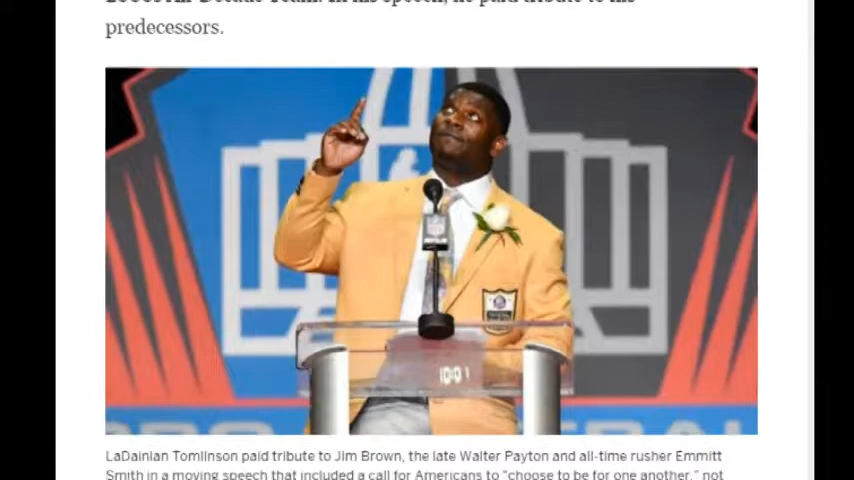 predecessors.
NFL
LaDainian Tomlinson paid tribute to Jim Brown, the late Walter Payton and all-time rusher Emmitt
Smith in a moving speech that included a call for Americans to "choose to be for one another," not